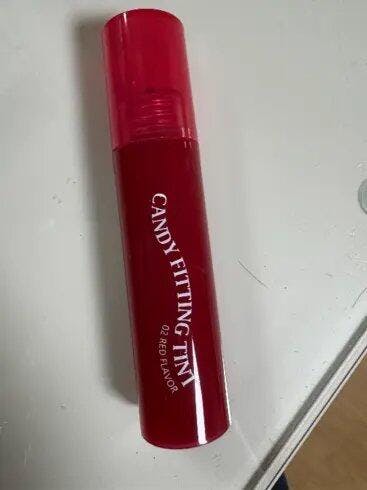 CANDY FITTING TINT
02 RED FLAVOR